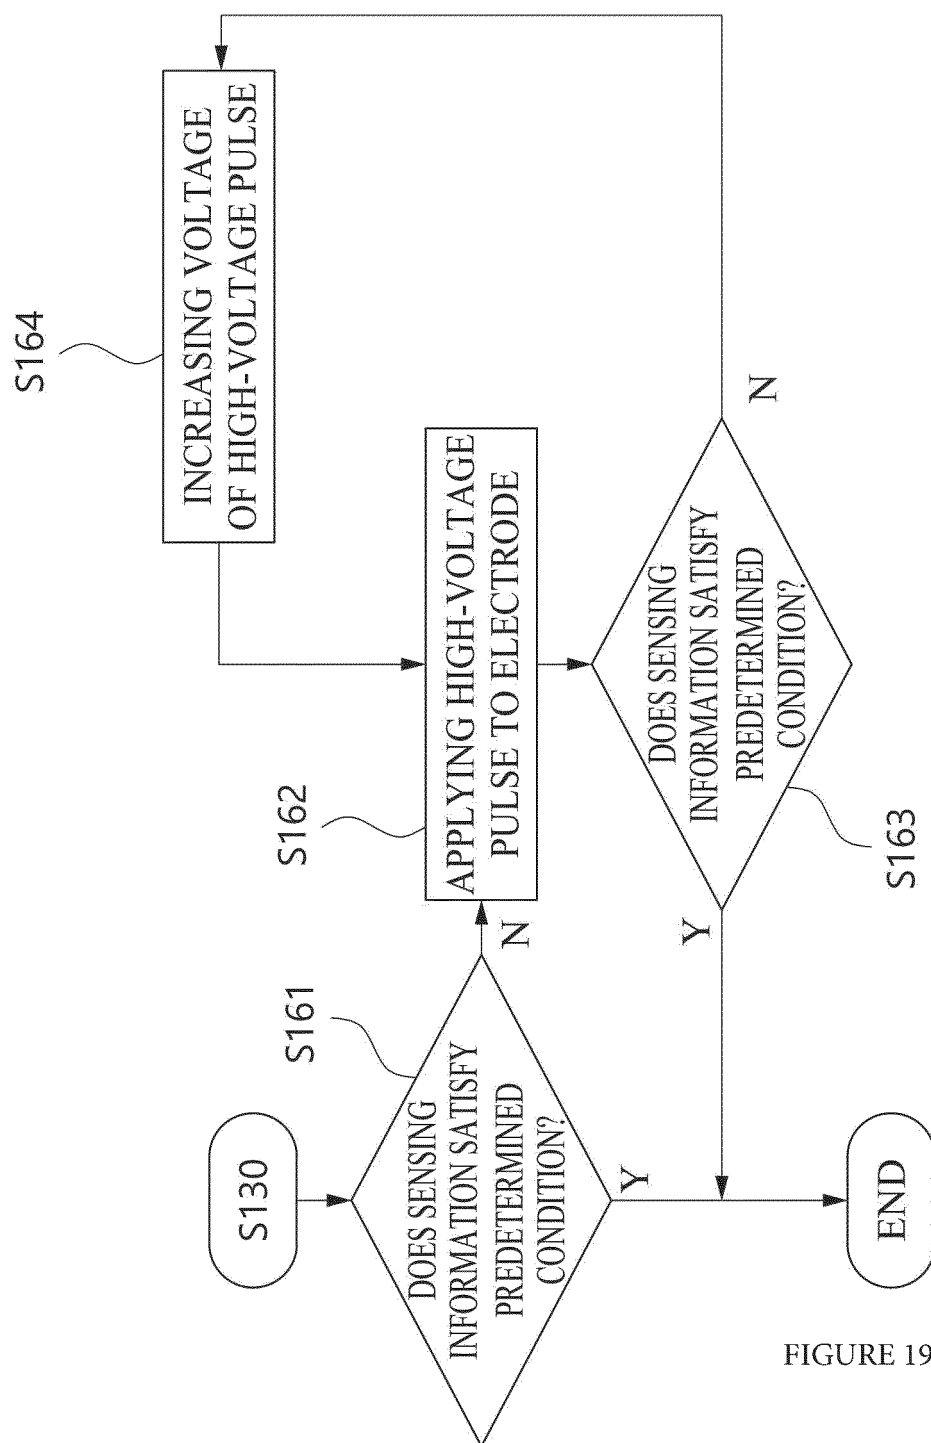 S130
DOES SENSING
INFORMATION SATISFY
PREDETERMINED
CONDITION?
S161
N
Y
APPLYING HIGH-VOLTAGE
PULSE TO ELECTRODE
S162
DOES SENSING
INFORMATION SATISFY
PREDETERMINED
CONDITION?
S163
Y
N
INCREASING VOLTAGE
OF HIGH-VOLTAGE PULSE
S164
END
FIGURE 19